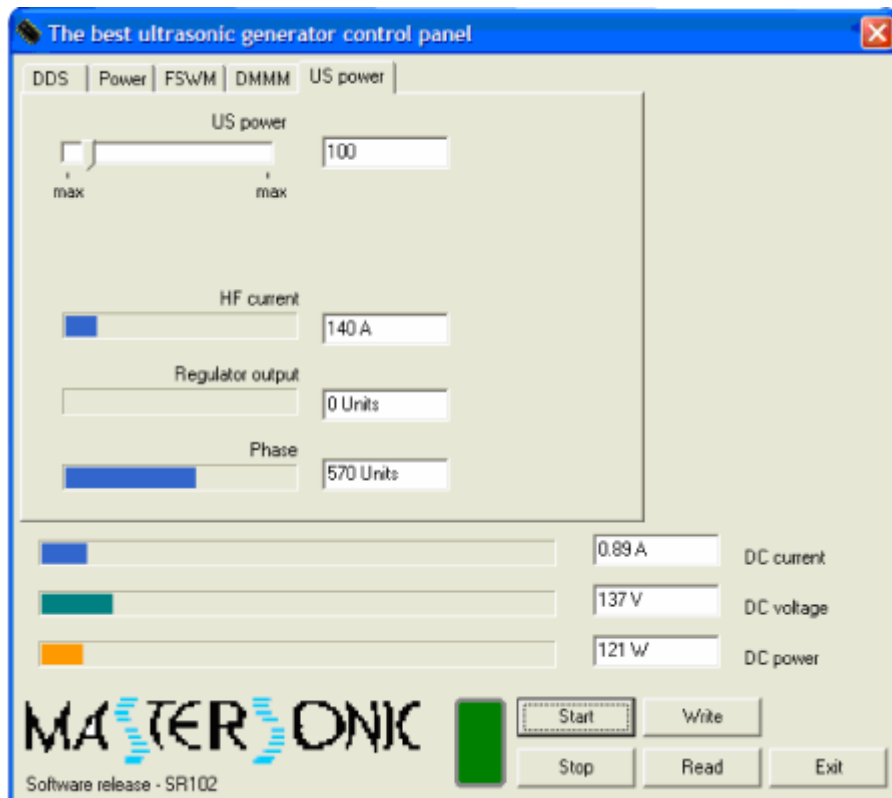 The best ultrasonic generator control panel
DDS Power FSWM DMMM US power
US power
100
max max
HF current
140 A
Regulator output
0 Units
Phase
570 Units
0.89 A DC current
137 V DC voltage
121 W DC power
MASTERSONIC
Start Write
Stop Read Exit
Software release - SR102